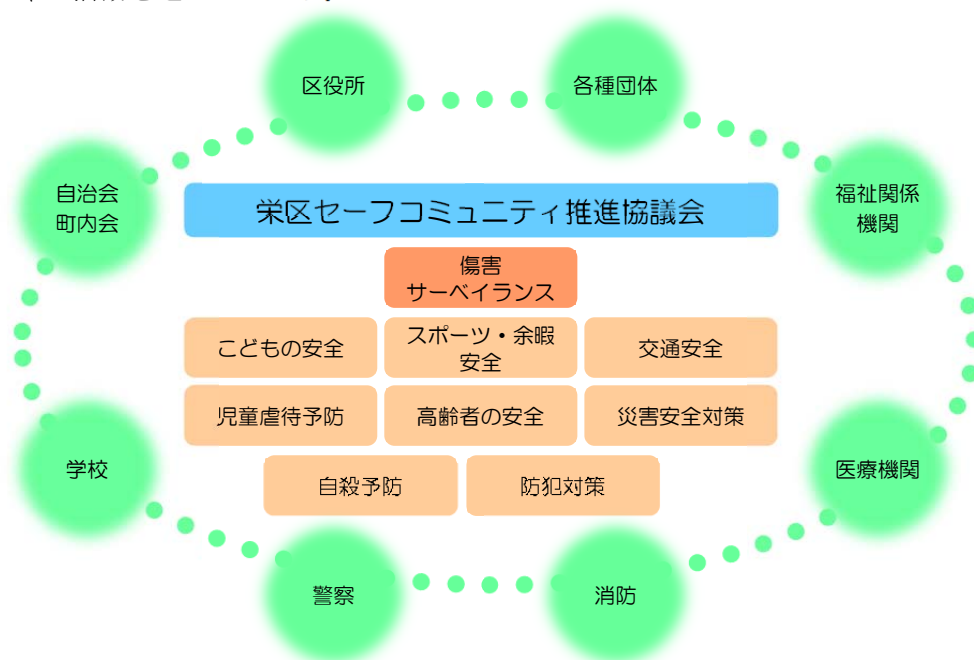 区役所
各種団体
自治会
町内会
福祉関係
機関
栄区セーフコミュニティ推進協議会
傷害
サーベイランス
こどもの安全
スポーツ・余暇
安全
交通安全
児童虐待予防
高齢者の安全
災害安全対策
学校
医療機関
自殺予防
防犯対策
警察
消防